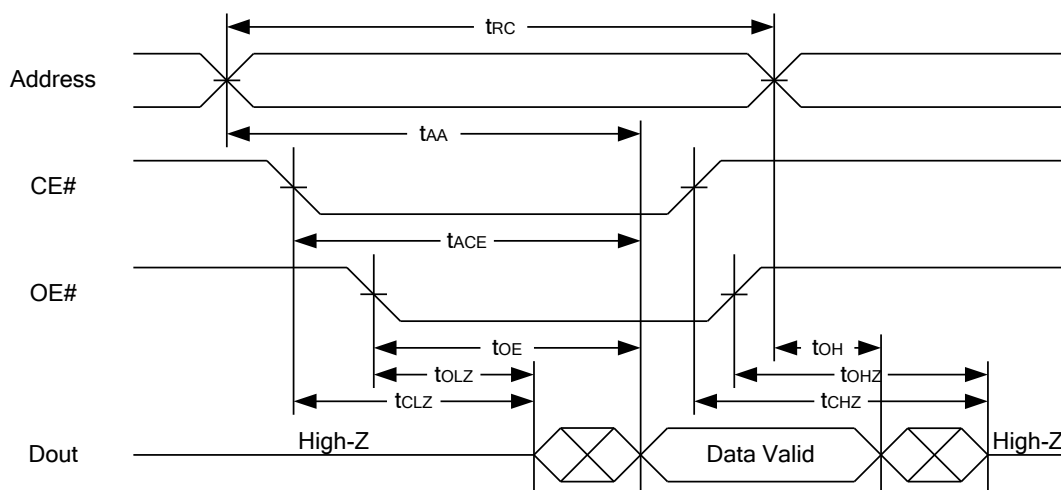 tRC
Address
tAA
CE#
tACE
OE#
tOE
tOH
tOLZ
tOHZ
tCLZ
tCHZ
High-Z
Data Valid
High-Z
Dout